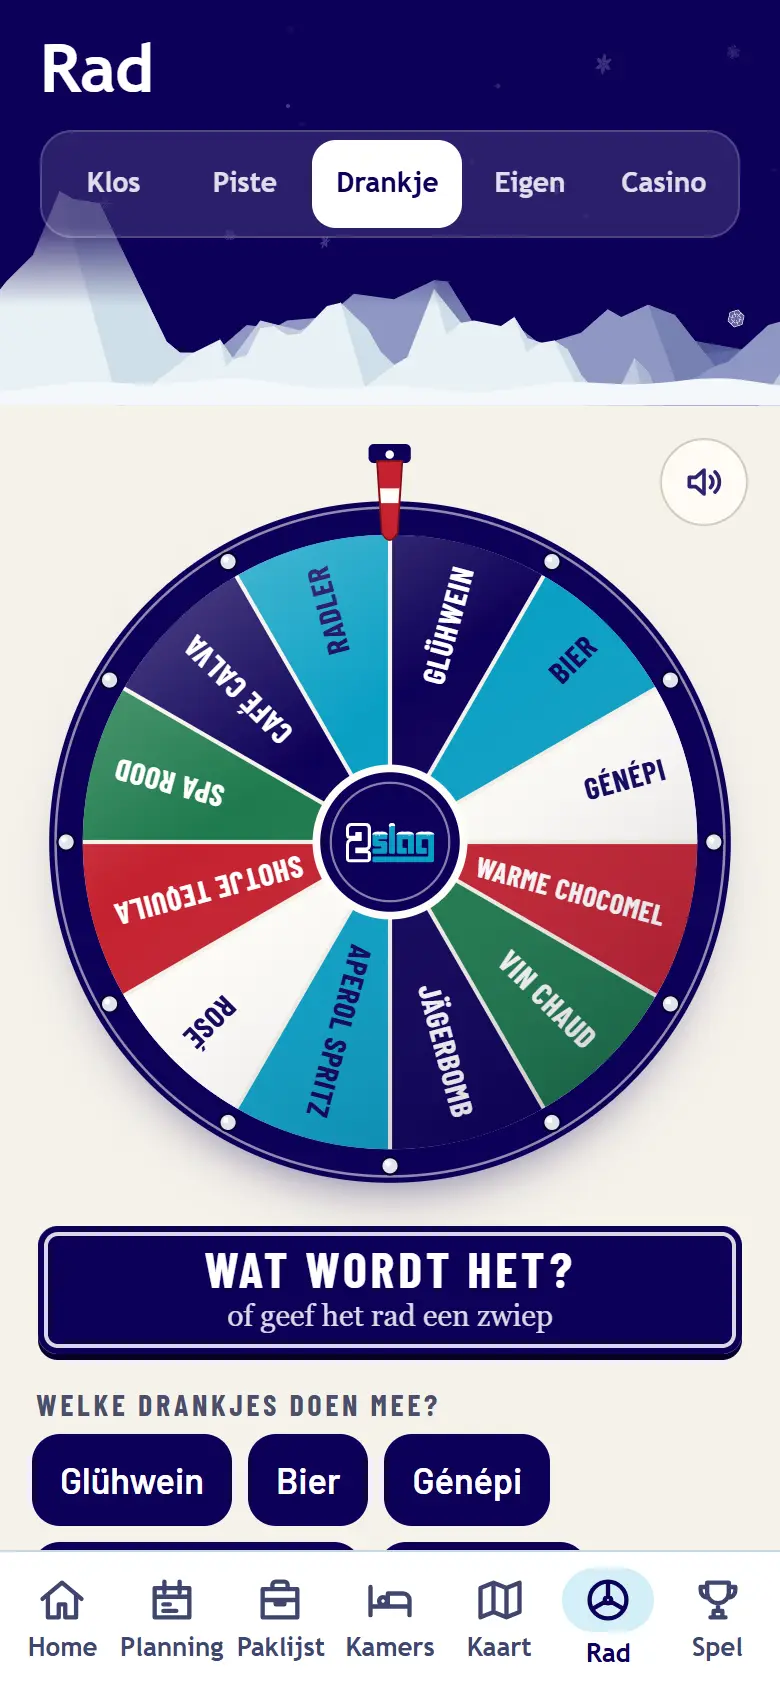 Rad
Klos
Piste
Drankje
Eigen
Casino
RADLER
GLÜHWEIN
BIER
GÉNÉPI
WARME CHOCOMEL
VIN CHAUD
JÄGERBOMB
APEROL SPRITZ
ROSÉ
SHOTJE TEQUILA
SPA ROOD
CAFÉ CALVA
2slag
WAT WORDT HET?
of geef het rad een zwiep
WELKE DRANKJES DOEN MEE?
Glühwein
Bier
Génépi
Home
Planning
Paklijst
Kamers
Kaart
Rad
Spel